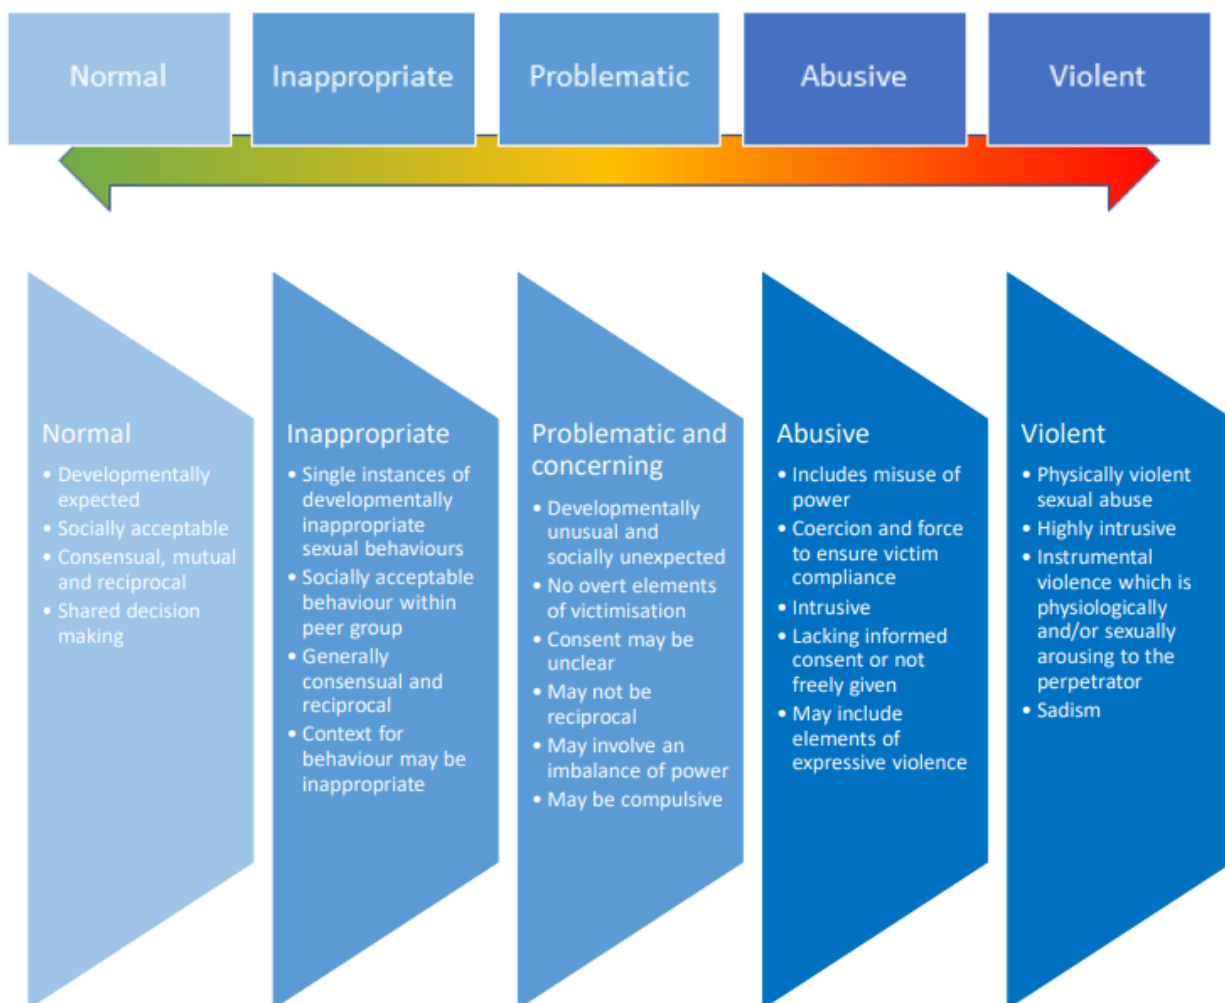 Normal
Inappropriate
Problematic
Abusive
Violent
Normal
• Developmentally
expected
• Socially acceptable
• Consensual, mutual
and reciprocal
• Shared decision
making
Inappropriate
• Single instances of
developmentally
inappropriate
sexual behaviours
• Socially acceptable
behaviour within
peer group
• Generally
consensual and
reciprocal
• Context for
behaviour may be
inappropriate
Problematic and
concerning
• Developmentally
unusual and
socially unexpected
• No overt elements
of victimisation
• Consent may be
unclear
• May not be
reciprocal
• May involve an
imbalance of power
• May be compulsive
Abusive
• Includes misuse of
power
• Coercion and force
to ensure victim
compliance
• Intrusive
• Lacking informed
consent or not
freely given
• May include
elements of
expressive violence
Violent
• Physically violent
sexual abuse
• Highly intrusive
• Instrumental
violence which is
physiologically
and/or sexually
arousing to the
perpetrator
• Sadism